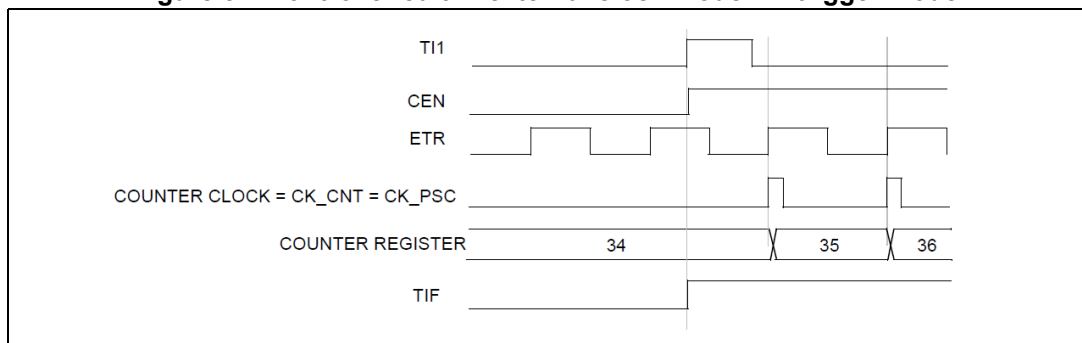 TI1
CEN
ETR
COUNTER CLOCK = CK_CNT = CK_PSC
COUNTER REGISTER 34 35 36
TIF